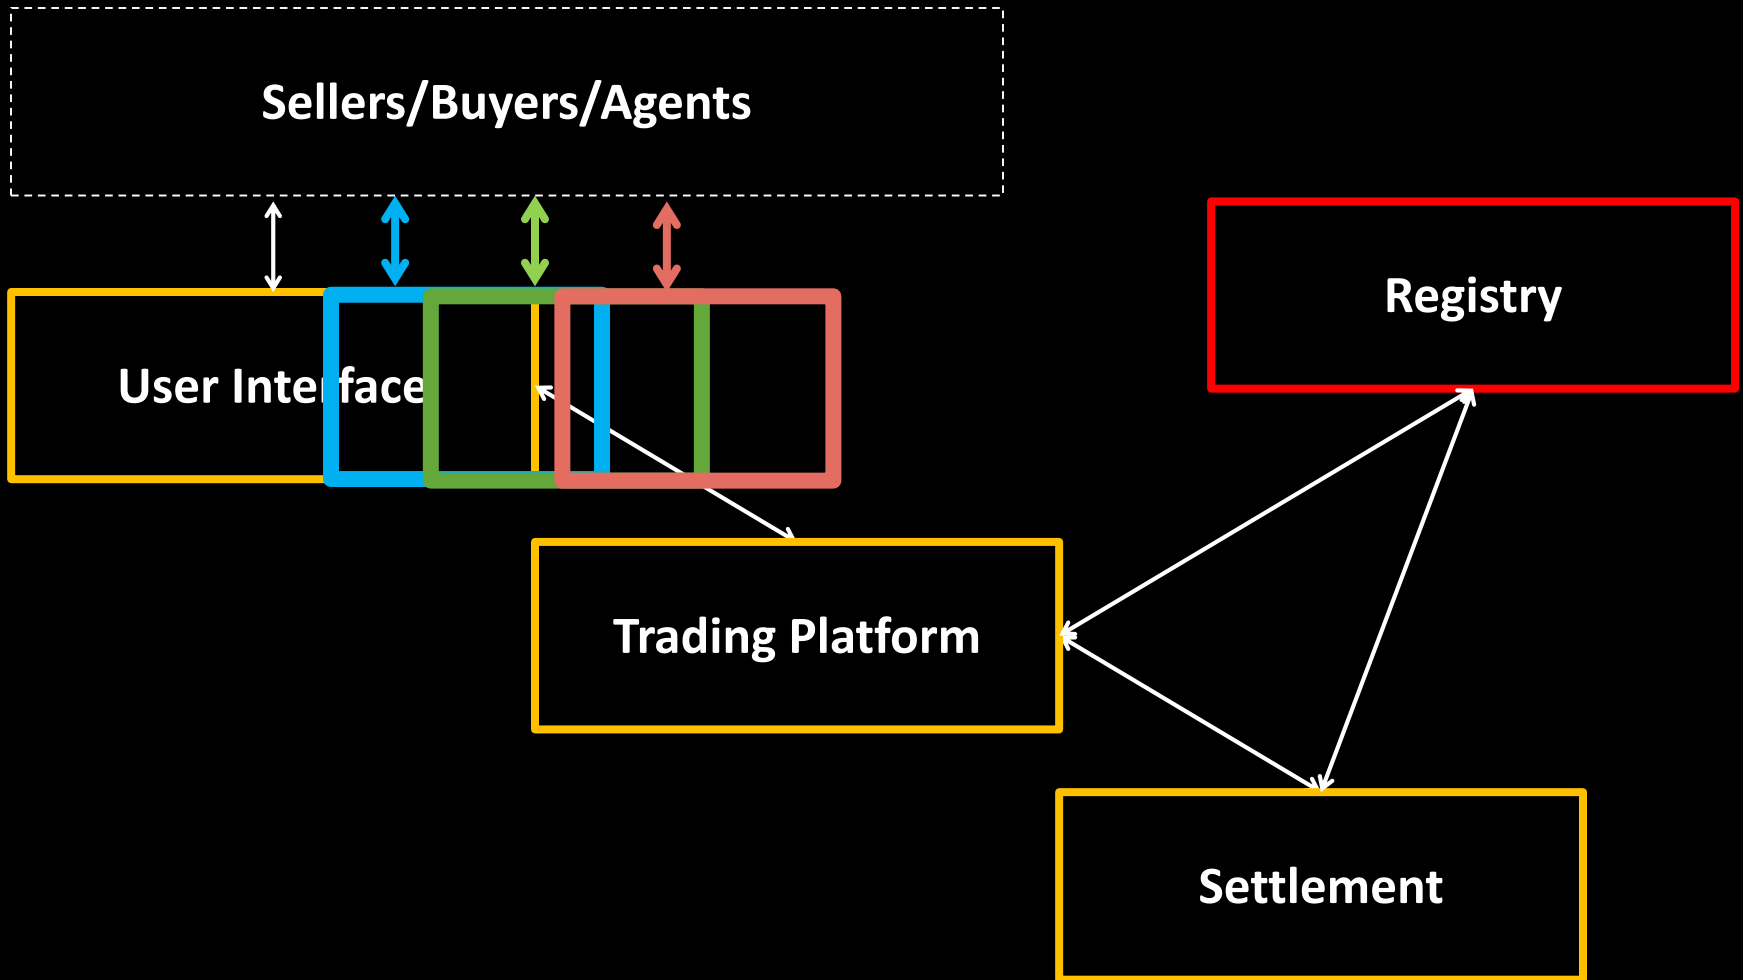 Sellers/Buyers/Agents
Registry
User Interface
Trading Platform
Settlement